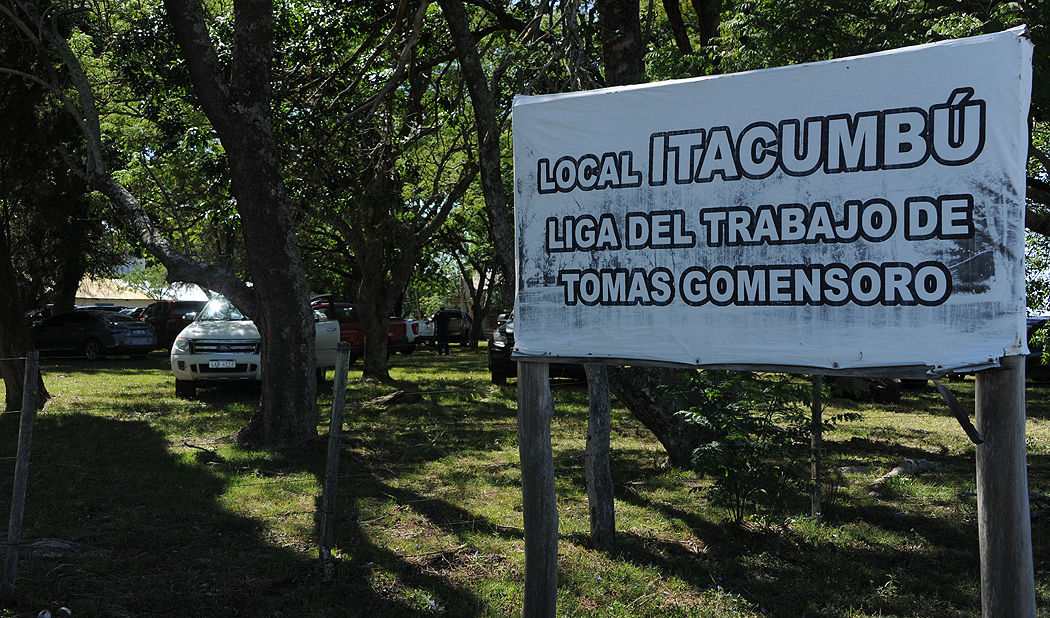 LOCAL ITACUMBÚ
LIGA DEL TRABAJO DE
TOMAS GOMENSORO